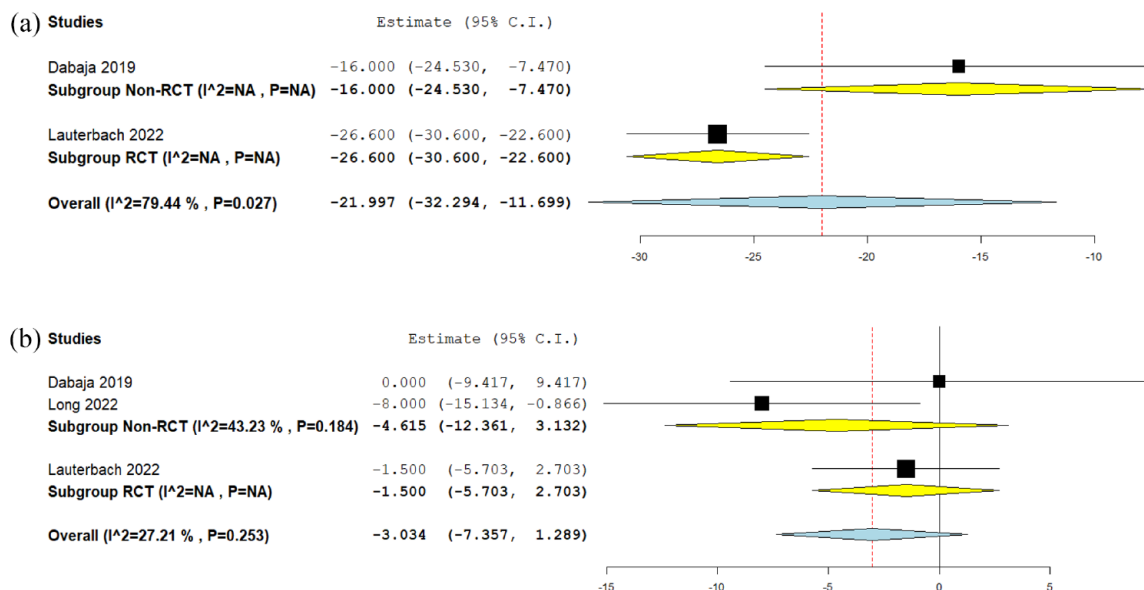 (a) Studies Estimate (95% C.I.)
Dabaja 2019 -16.000 (-24.530, -7.470)
Subgroup Non-RCT (I^2=NA , P=NA) -16.000 (-24.530, -7.470)
Lauterbach 2022 -26.600 (-30.600, -22.600)
Subgroup RCT (I^2=NA , P=NA) -26.600 (-30.600, -22.600)
Overall (I^2=79.44 % , P=0.027) -21.997 (-32.294, -11.699)
-30 -25 -20 -15 -10
(b) Studies Estimate (95% C.I.)
Dabaja 2019 0.000 (-9.417, 9.417)
Long 2022 -8.000 (-15.134, -0.866)
Subgroup Non-RCT (I^2=43.23 % , P=0.184) -4.615 (-12.361, 3.132)
Lauterbach 2022 -1.500 (-5.703, 2.703)
Subgroup RCT (I^2=NA , P=NA) -1.500 (-5.703, 2.703)
Overall (I^2=27.21 % , P=0.253) -3.034 (-7.357, 1.289)
-15 -10 -5 0 5